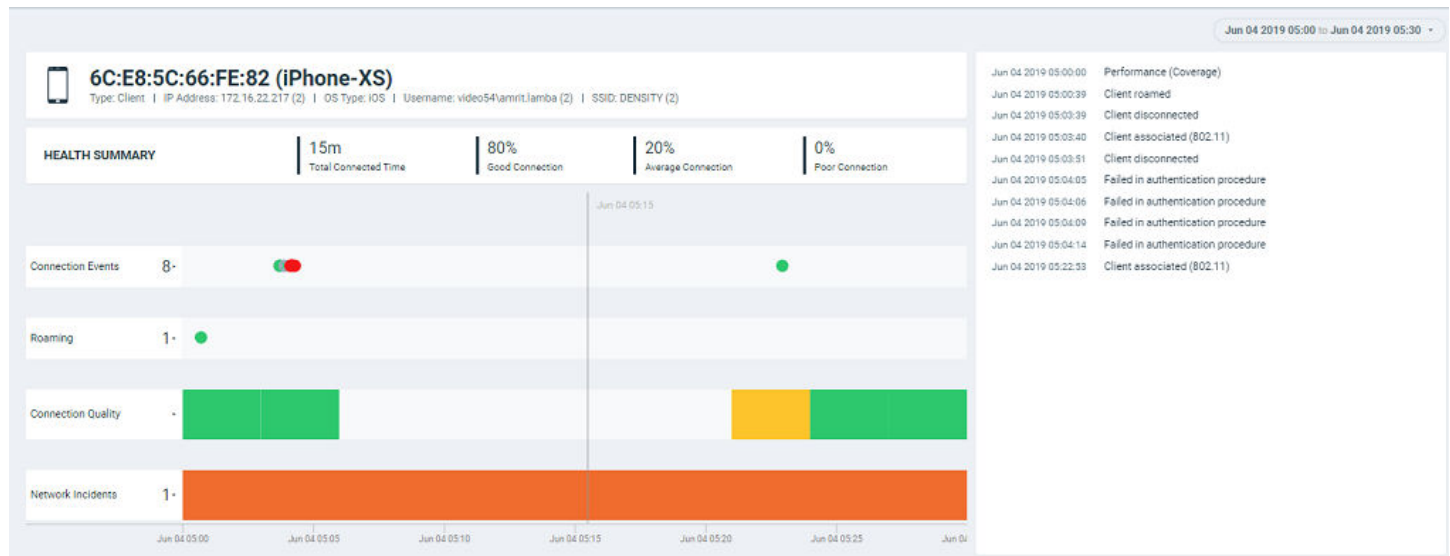 Jun 04 2019 05:00 to Jun 04 2019 05:30
6C:E8:5C:66:FE:82 (iPhone-XS)
Type: Client | IP Address: 172.16.22.217 (2) | OS Type: iOS | Username: video54\amrit.lamba (2) | SSID: DENSITY (2)
HEALTH SUMMARY
15m
Total Connected Time
80%
Good Connection
20%
Average Connection
0%
Poor Connection
Jun 04 05:15
Connection Events 8
Roaming 1
Connection Quality -
Network Incidents 1
Jun 04 05:00 Jun 04 05:05 Jun 04 05:10 Jun 04 05:15 Jun 04 05:20 Jun 04 05:25 Jun 04
Jun 04 2019 05:00:00 Performance (Coverage)
Jun 04 2019 05:00:39 Client roamed
Jun 04 2019 05:03:39 Client disconnected
Jun 04 2019 05:03:40 Client associated (802.11)
Jun 04 2019 05:03:51 Client disconnected
Jun 04 2019 05:04:05 Failed in authentication procedure
Jun 04 2019 05:04:06 Failed in authentication procedure
Jun 04 2019 05:04:09 Failed in authentication procedure
Jun 04 2019 05:04:14 Failed in authentication procedure
Jun 04 2019 05:22:53 Client associated (802.11)